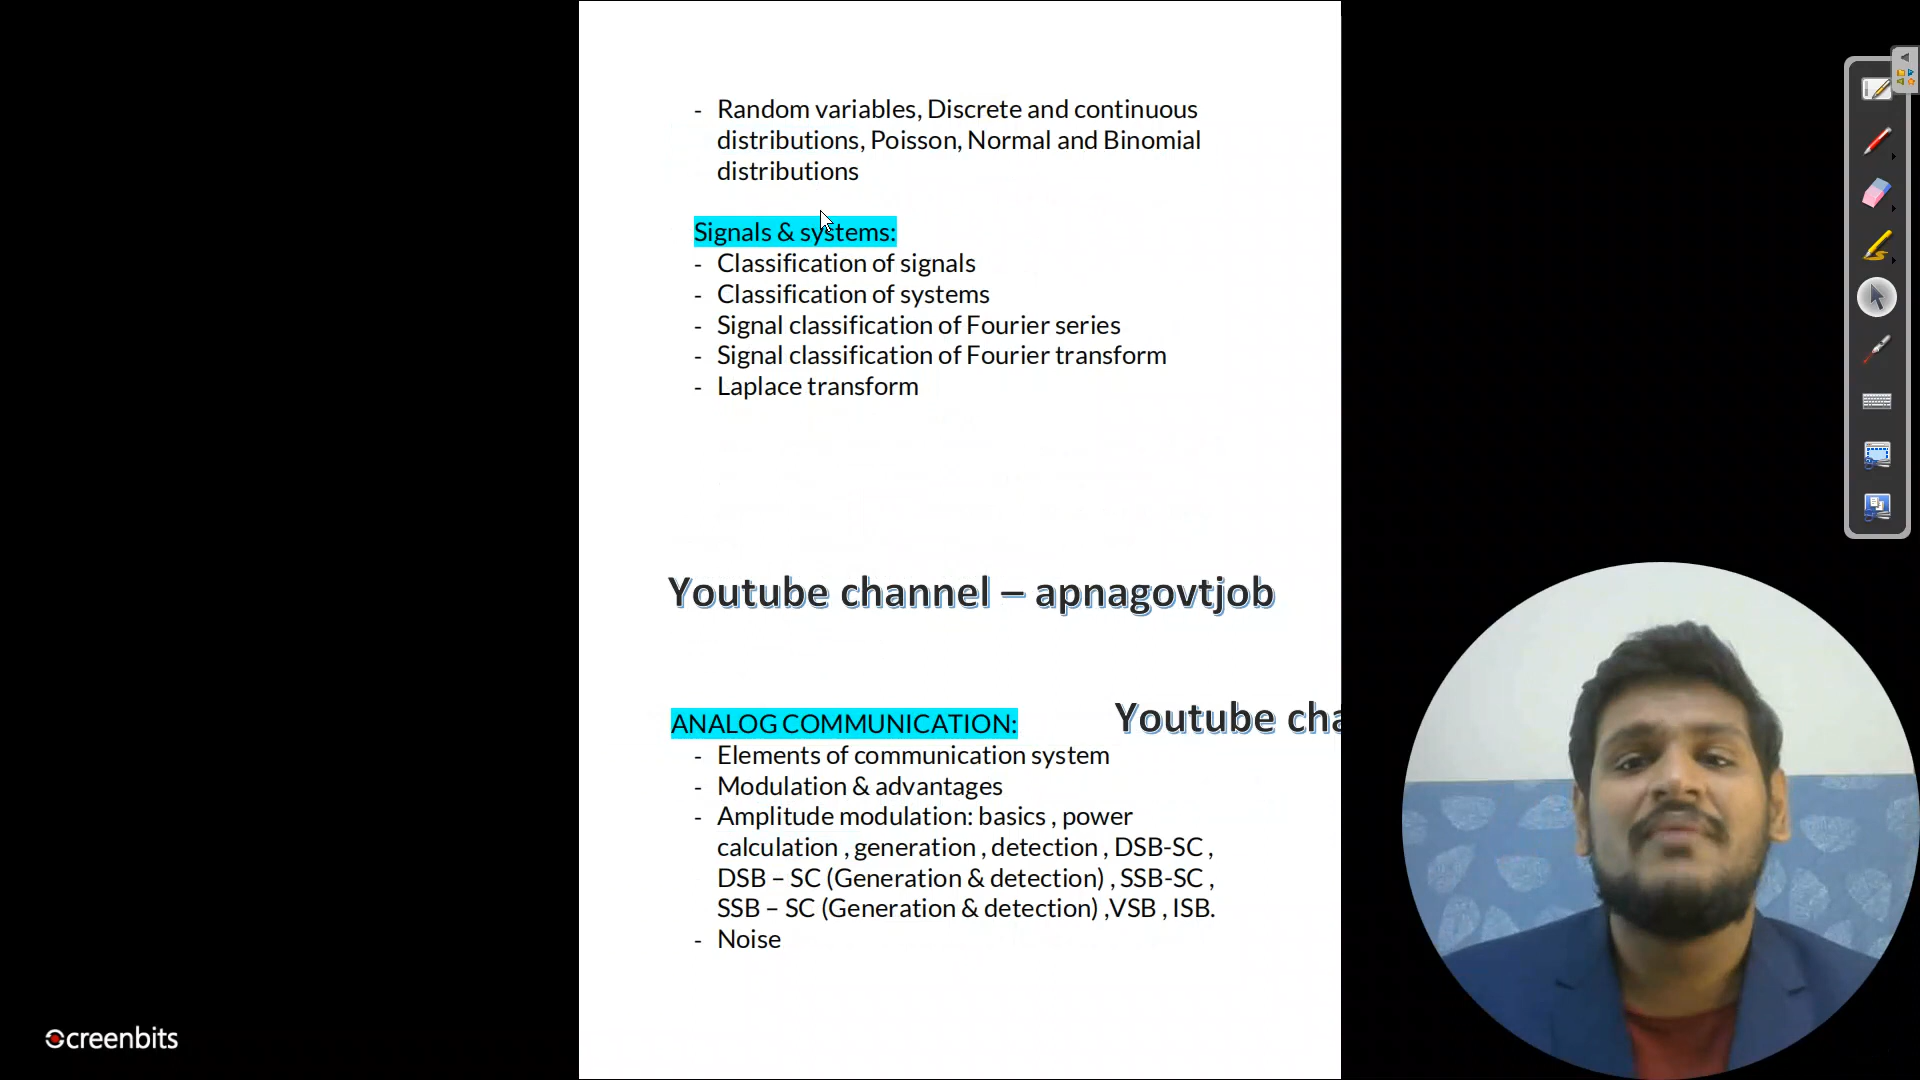 - Random variables, Discrete and continuous
distributions, Poisson, Normal and Binomial
distributions
Signals & systems:
- Classification of signals
- Classification of systems
- Signal classification of Fourier series
- Signal classification of Fourier transform
- Laplace transform
Youtube channel – apnagovtjob
Youtube cha
ANALOG COMMUNICATION:
- Elements of communication system
- Modulation & advantages
- Amplitude modulation: basics , power
calculation , generation , detection , DSB-SC ,
DSB – SC (Generation & detection) , SSB-SC ,
SSB – SC (Generation & detection) ,VSB , ISB.
- Noise
Screenbits